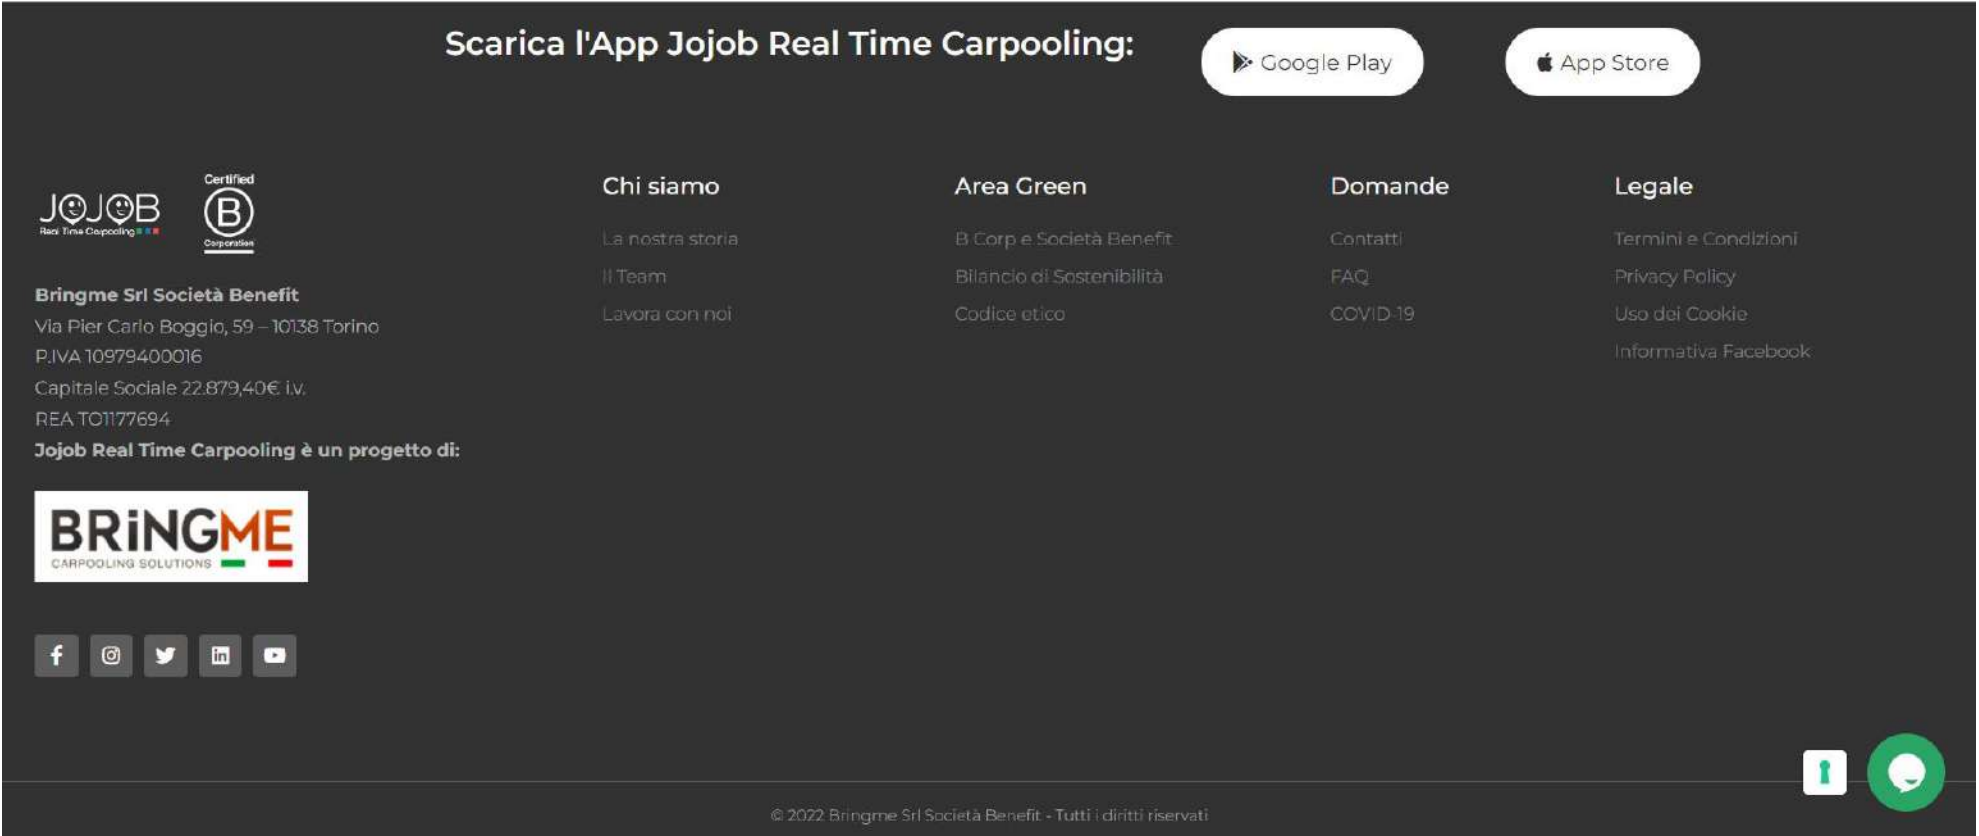 Scarica l'App Jojob Real Time Carpooling:
Google Play
App Store
JOJOB
Real Time Carpooling
Certified
B
Corporation
Bringme Srl Società Benefit
Via Pier Carlo Boggio, 59 – 10138 Torino
P.IVA 10979400016
Capitale Sociale 22.879,40€ i.v.
REA TO1177694
Jojob Real Time Carpooling è un progetto di:
BRiNGME
CARPOOLING SOLUTIONS
Chi siamo
La nostra storia
Il Team
Lavora con noi
Area Green
B Corp e Società Benefit
Bilancio di Sostenibilità
Codice etico
Domande
Contatti
FAQ
COVID-19
Legale
Termini e Condizioni
Privacy Policy
Uso dei Cookie
Informativa Facebook
© 2022 Bringme Srl Società Benefit - Tutti i diritti riservati